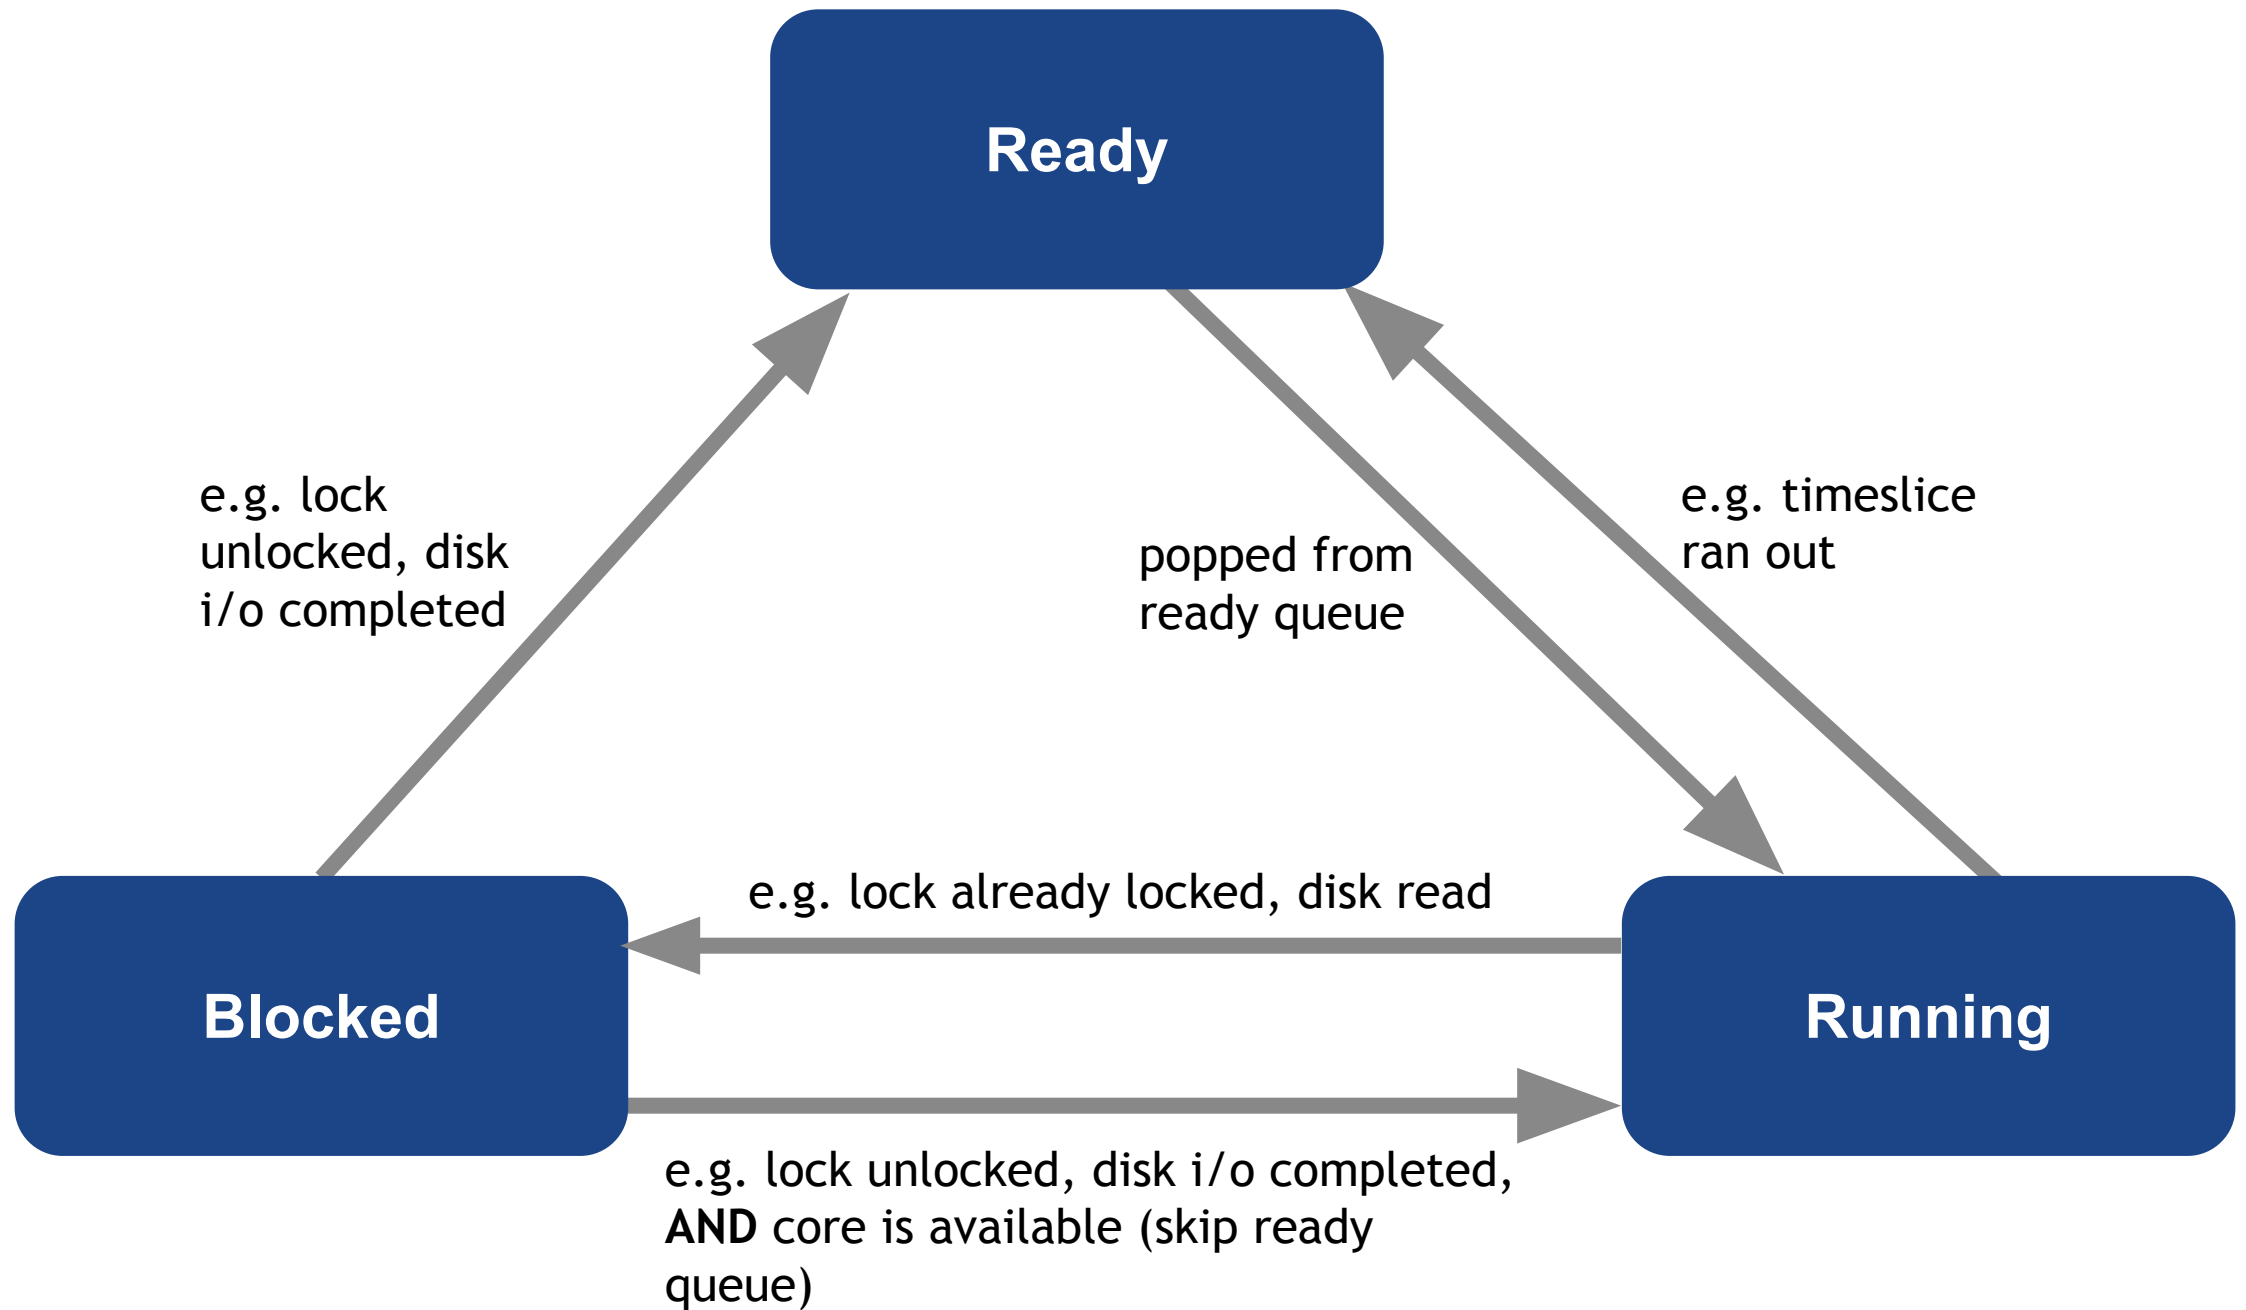 Ready
e.g. lock
unlocked, disk
i/o completed
popped from
ready queue
e.g. timeslice
ran out
e.g. lock already locked, disk read
Blocked
Running
e.g. lock unlocked, disk i/o completed,
AND core is available (skip ready
queue)